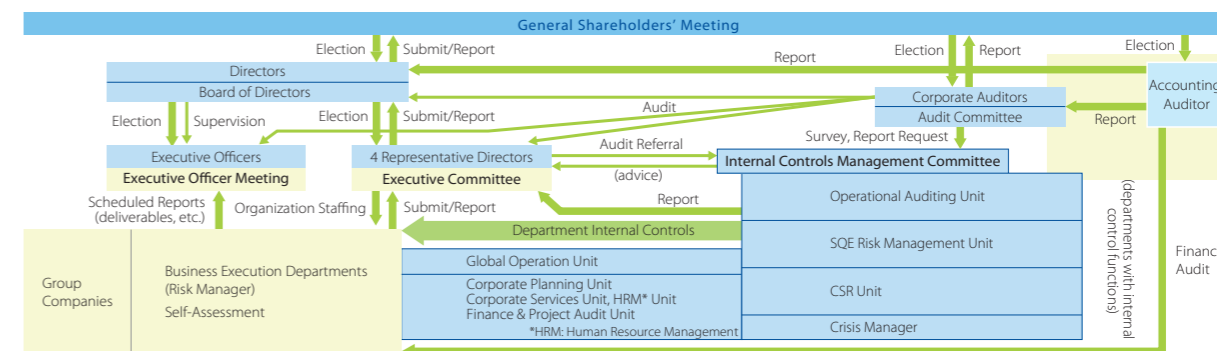 General Shareholders' Meeting
Election
Submit/Report
Report
Election
Report
Election
Directors
Board of Directors
Accounting
Auditor
Corporate Auditors
Audit Committee
Report
Election
Supervision
Election
Submit/Report
Audit
Survey, Report Request
Executive Officers
Executive Officer Meeting
4 Representative Directors
Executive Committee
Audit Referral
(advice)
Internal Controls Management Committee
Scheduled Reports
(deliverables, etc.)
Organization Staffing
Submit/Report
Report
Operational Auditing Unit
Department Internal Controls
SQE Risk Management Unit
(departments with internal
control functions)
Financ
Audit
Group
Companies
Business Execution Departments
(Risk Manager)
Self-Assessment
Global Operation Unit
Corporate Planning Unit
Corporate Services Unit, HRM* Unit
Finance & Project Audit Unit
*HRM: Human Resource Management
CSR Unit
Crisis Manager